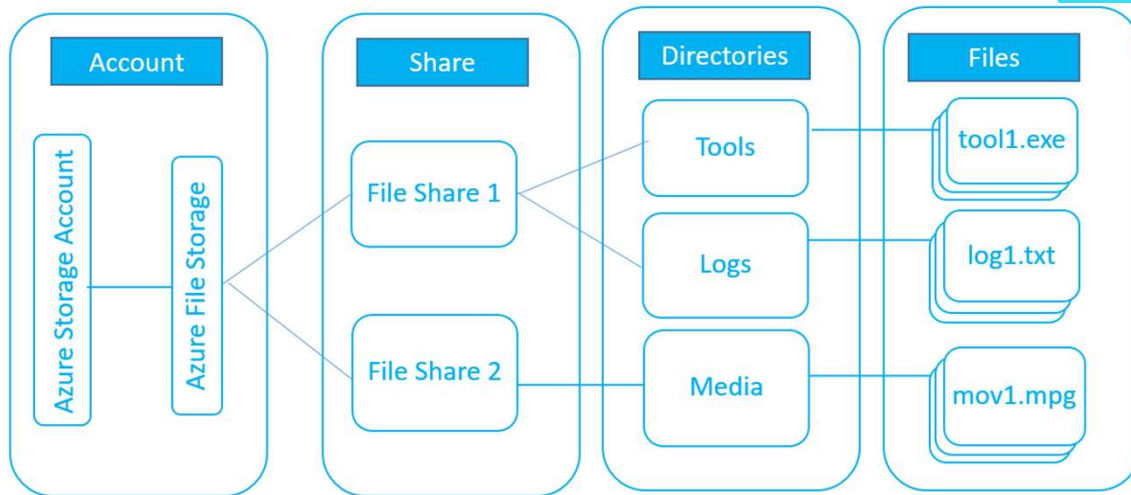 Account
Share
Directories
Files
Azure Storage Account
Azure File Storage
File Share 1
File Share 2
Tools
Logs
Media
tool1.exe
log1.txt
mov1.mpg